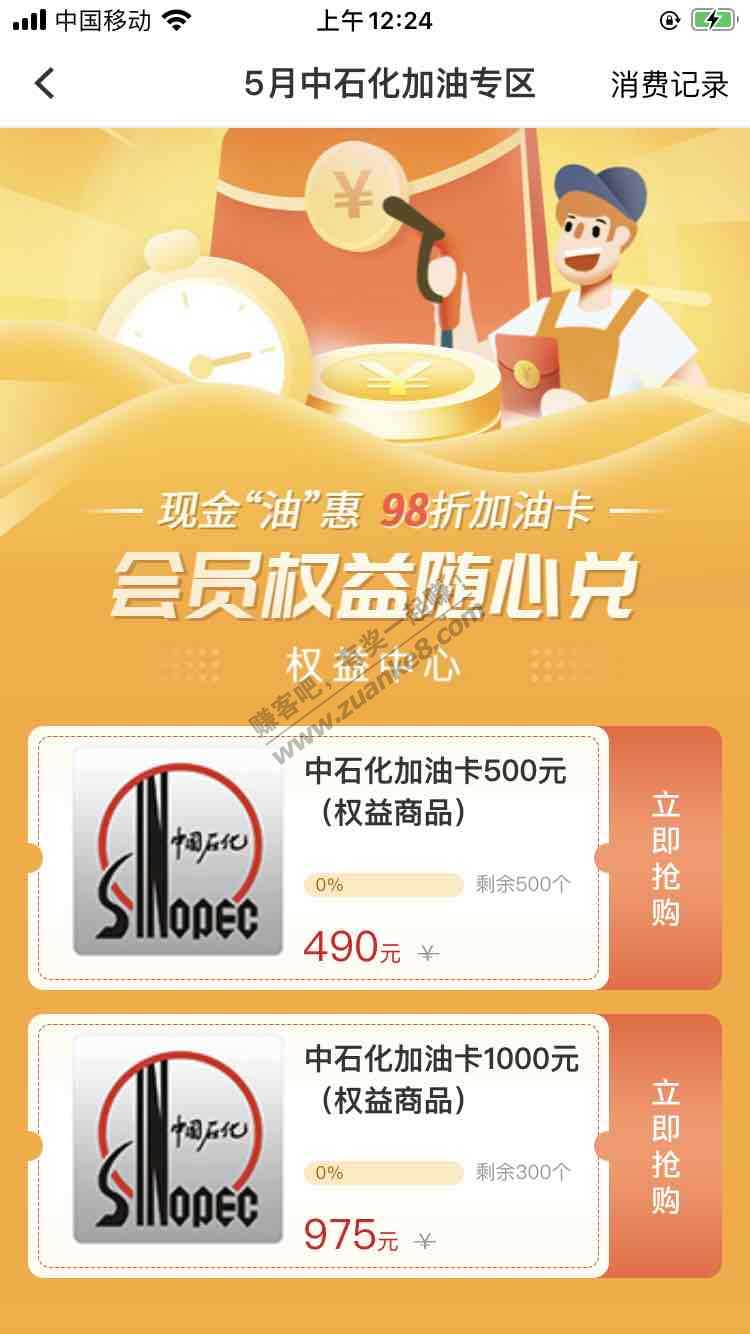 中国移动 上午12:24
5月中石化加油专区 消费记录
¥
现金“油”惠 98折加油卡
会员权益随心兑
权益中心
赚客吧,有奖一起赚!
www.zuanke8.com
中国石化
SINOPEC
中石化加油卡500元
(权益商品)
0% 剩余500个
490元 ¥
立即抢购
中国石化
SINOPEC
中石化加油卡1000元
(权益商品)
0% 剩余300个
975元 ¥
立即抢购